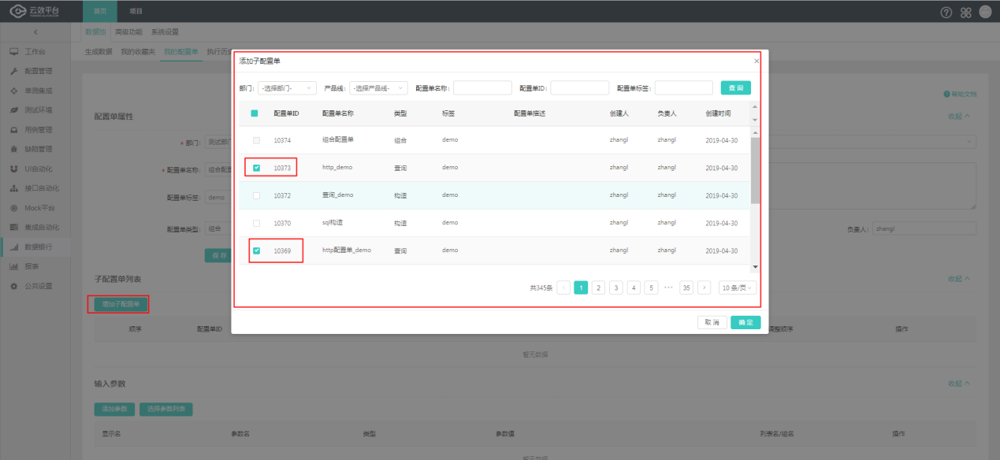 云效平台 首页 项目
数据池 高级功能 系统设置
生成数据 我的收藏夹 我的配置单 执行历史
工作台
配置管理
单测集成
测试环境
用例管理
缺陷管理
UI自动化
接口自动化
Mock平台
集成自动化
数据银行
报表
公共设置
帮助文档
配置单属性 收起
* 部门: 测试部门
* 配置单名称: 组合配置
配置单标签: demo
配置单类型: 组合 负责人: zhangl
保存
子配置单列表 收起
增加子配置单
顺序 配置单ID 调整顺序 操作
暂无数据
输入参数 收起
添加参数 选择参数列表
显示名 参数名 类型 参数值 列表名/组名 操作
暂无数据
添加子配置单 ×
部门: -选择部门- 产品线: -选择产品线- 配置单名称: 配置单ID: 配置单标签: 查询
配置单ID 配置单名称 类型 标签 配置单描述 创建人 负责人 创建时间
10374 组合配置单 组合 demo zhangl zhangl 2019-04-30
10373 http_demo 查询 demo zhangl zhangl 2019-04-30
10372 查询_demo 构造 demo zhangl zhangl 2019-04-30
10370 sql构造 构造 demo zhangl zhangl 2019-04-30
10369 http配置单_demo 查询 demo zhangl zhangl 2019-04-30
共345条 < 1 2 3 4 5 ··· 35 > 10 条/页
取消 确定